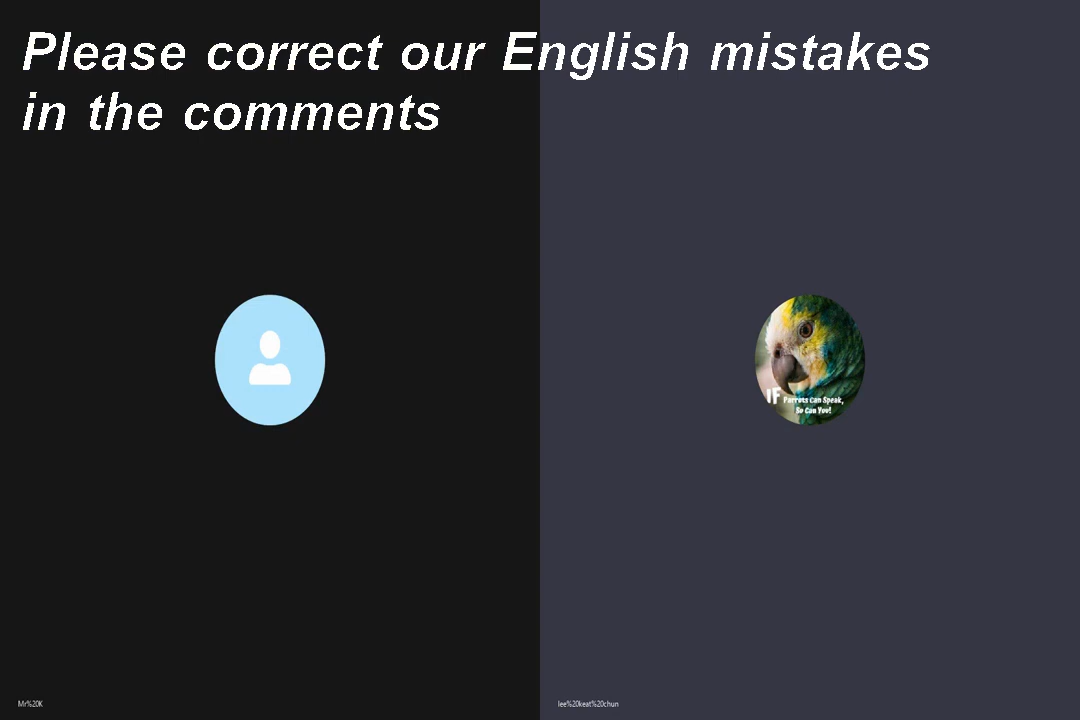 Please correct our English mistakes
in the comments
IF Parrots Can Speak,
So Can You!
Mr%20K
lee%20keat%20chun